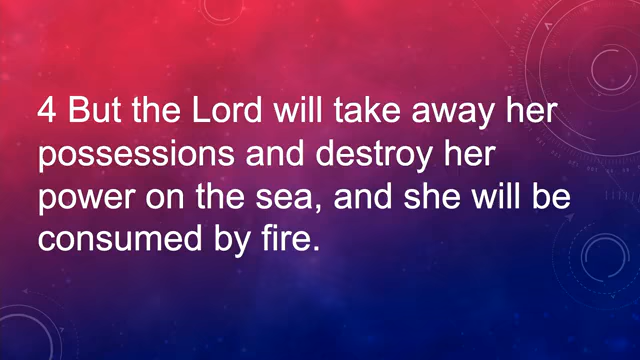 4 But the Lord will take away her
possessions and destroy her
power on the sea, and she will be
consumed by fire.